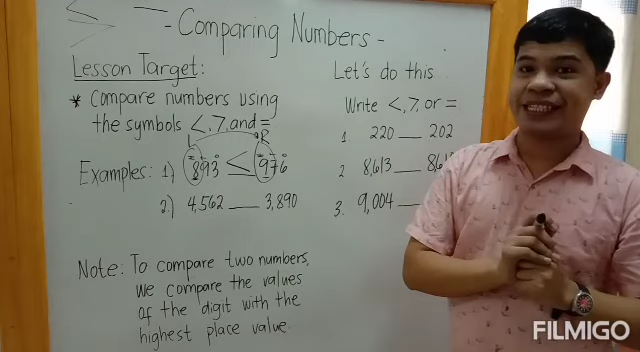 - Comparing Numbers -
Lesson Target:
* Compare numbers using
the symbols <, >, and =
L R
Examples: 1) 893 < 976
2.) 4,562 ___ 3,890
Note: To compare two numbers,
we compare the values
of the digit with the
highest place value.
Let's do this
Write <, >, or =
1 220 ___ 202
2 8,613 ___
3. 9,004 ___
FILMIGO